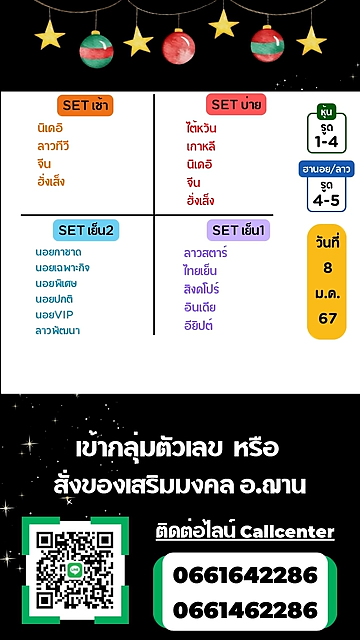 SET เช้า
นิเคอิ
ลาวทีวี
จีน
ฮั่งเส็ง
SET บ่าย
ไต้หวัน
เกาหลี
นิเคอิ
จีน
ฮั่งเส็ง
หุ้น
รูด
1-4
ฮานอย/ลาว
รูด
4-5
SET เย็น2
นอยกาชาด
นอยเฉพาะกิจ
นอยพิเศษ
นอยปกติ
นอยVIP
ลาวพัฒนา
SET เย็น1
ลาวสตาร์
ไทยเย็น
สิงคโปร์
อินเดีย
อียิปต์
วันที่
8
ม.ค.
67
เข้ากลุ่มตัวเลข หรือ
สั่งของเสริมมงคล อ.ฌาน
ติดต่อไลน์ Callcenter
0661642286
0661462286
LINE